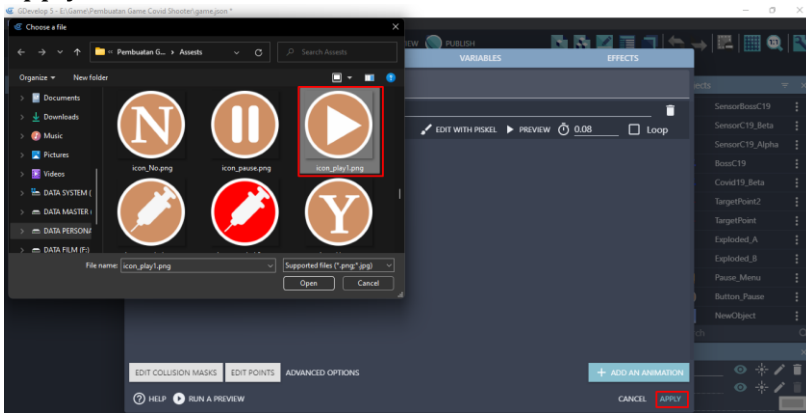 GDevelop 5 - E:\Game\Pembuatan Game Covid Shooter\game.json *
Choose a file
Pembuatan G... > Assests
Search Assests
PUBLISH
VARIABLES
EFFECTS
Organize
New folder
Documents
Downloads
Music
Pictures
Videos
DATA SYSTEM (
DATA MASTER
DATA PERSONA
DATA FILM (F:)
N
icon_No.png
icon_pause.png
icon_play1.png
Y
File name:
icon_play1.png
Supported files (*.png;*.jpg)
Open
Cancel
EDIT WITH PISKEL
PREVIEW
0.08
Loop
SensorBossC19
SensorC19_Beta
SensorC19_Alpha
BossC19
Covid19_Beta
TargetPoint2
TargetPoint
Exploded_A
Exploded_B
Pause_Menu
Button_Pause
NewObject
EDIT COLLISION MASKS
EDIT POINTS
ADVANCED OPTIONS
+ ADD AN ANIMATION
HELP
RUN A PREVIEW
CANCEL
APPLY